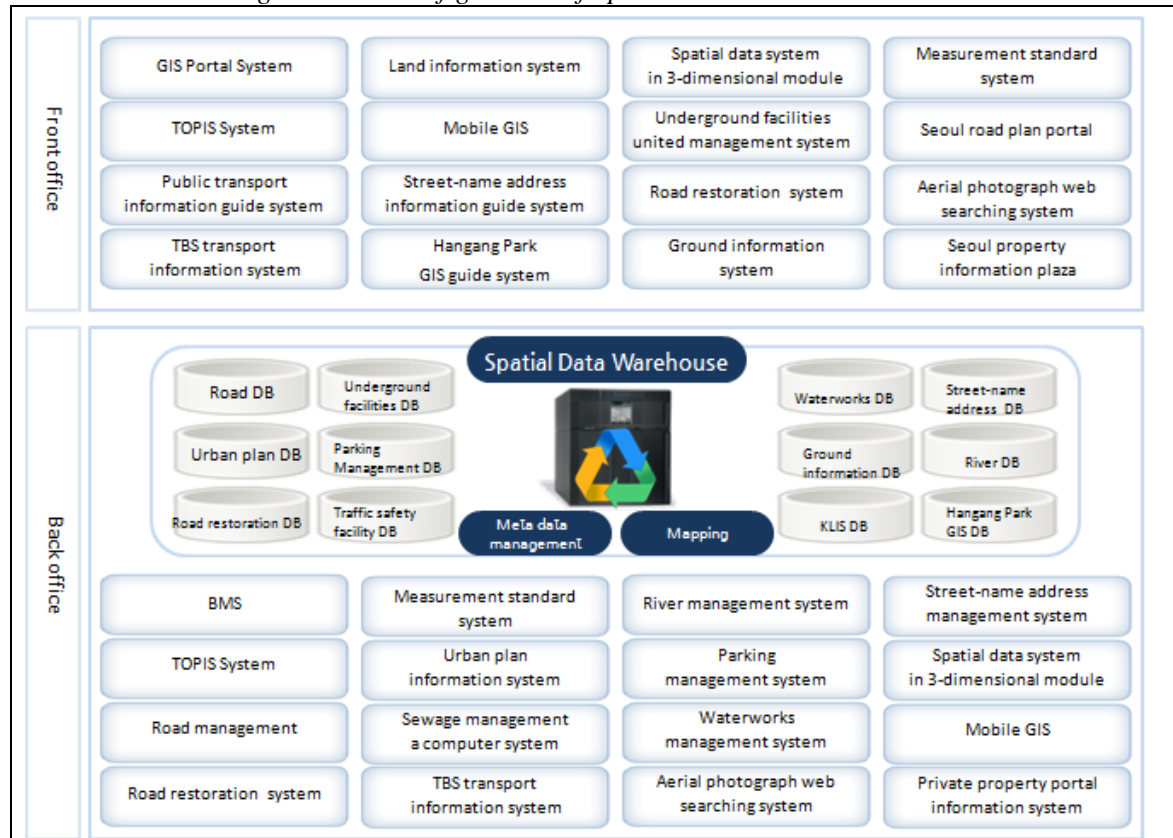 Front office
GIS Portal System
Land information system
Spatial data system
in 3-dimensional module
Measurement standard
system
TOPIS System
Mobile GIS
Underground facilities
united management system
Seoul road plan portal
Public transport
information guide system
Street-name address
information guide system
Road restoration system
Aerial photograph web
searching system
TBS transport
information system
Hangang Park
GIS guide system
Ground information
system
Seoul property
information plaza
Back office
Spatial Data Warehouse
Road DB
Underground
facilities DB
Urban plan DB
Parking
Management DB
Road restoration DB
Traffic safety
facility DB
Meta data
management
Mapping
Waterworks DB
Street-name
address DB
Ground
information DB
River DB
KLIS DB
Hangang Park
GIS DB
BMS
Measurement standard
system
River management system
Street-name address
management system
TOPIS System
Urban plan
information system
Parking
management system
Spatial data system
in 3-dimensional module
Road management
Sewage management
a computer system
Waterworks
management system
Mobile GIS
Road restoration system
TBS transport
information system
Aerial photograph web
searching system
Private property portal
information system